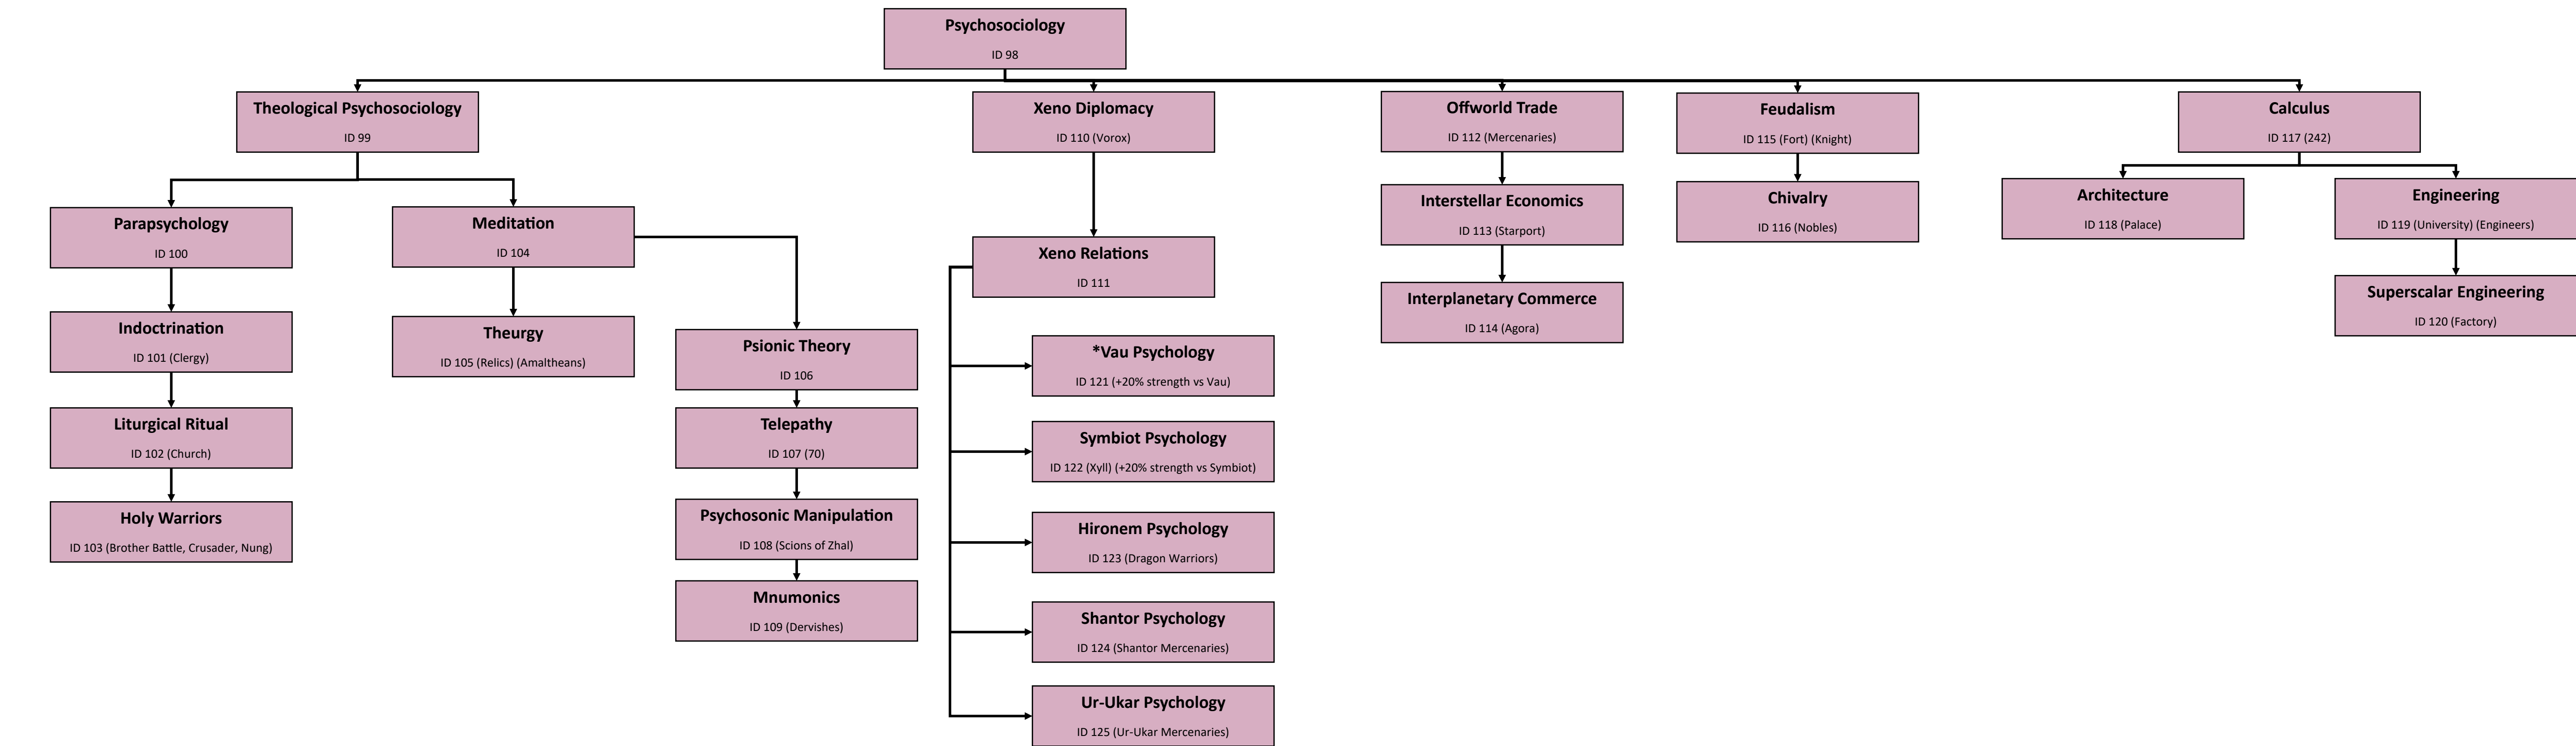 Psychosociology
ID 98
Theological Psychosociology
ID 99
Xeno Diplomacy
ID 110 (Vorox)
Offworld Trade
ID 112 (Mercenaries)
Feudalism
ID 115 (Fort) (Knight)
Calculus
ID 117 (242)
Parapsychology
ID 100
Meditation
ID 104
Xeno Relations
ID 111
Interstellar Economics
ID 113 (Starport)
Chivalry
ID 116 (Nobles)
Architecture
ID 118 (Palace)
Engineering
ID 119 (University) (Engineers)
Indoctrination
ID 101 (Clergy)
Theurgy
ID 105 (Relics) (Amaltheans)
Psionic Theory
ID 106
*Vau Psychology
ID 121 (+20% strength vs Vau)
Interplanetary Commerce
ID 114 (Agora)
Superscalar Engineering
ID 120 (Factory)
Liturgical Ritual
ID 102 (Church)
Telepathy
ID 107 (70)
Symbiot Psychology
ID 122 (Xyll) (+20% strength vs Symbiot)
Holy Warriors
ID 103 (Brother Battle, Crusader, Nung)
Psychosonic Manipulation
ID 108 (Scions of Zhal)
Hironem Psychology
ID 123 (Dragon Warriors)
Mnumonics
ID 109 (Dervishes)
Shantor Psychology
ID 124 (Shantor Mercenaries)
Ur-Ukar Psychology
ID 125 (Ur-Ukar Mercenaries)